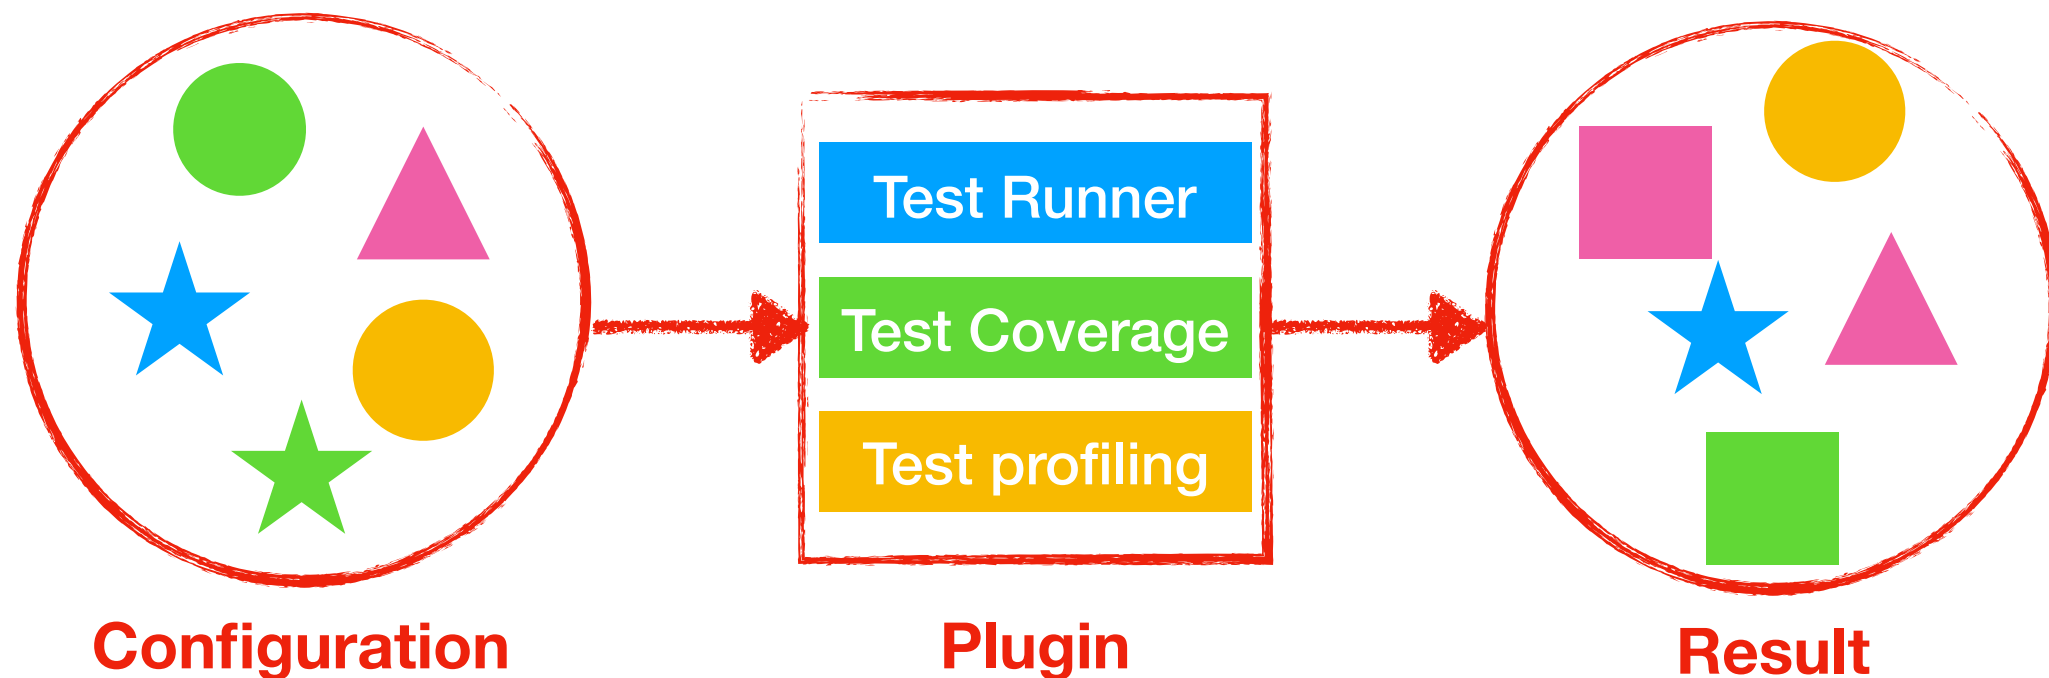 Test Runner
Test Coverage
Test profiling
Configuration
Plugin
Result